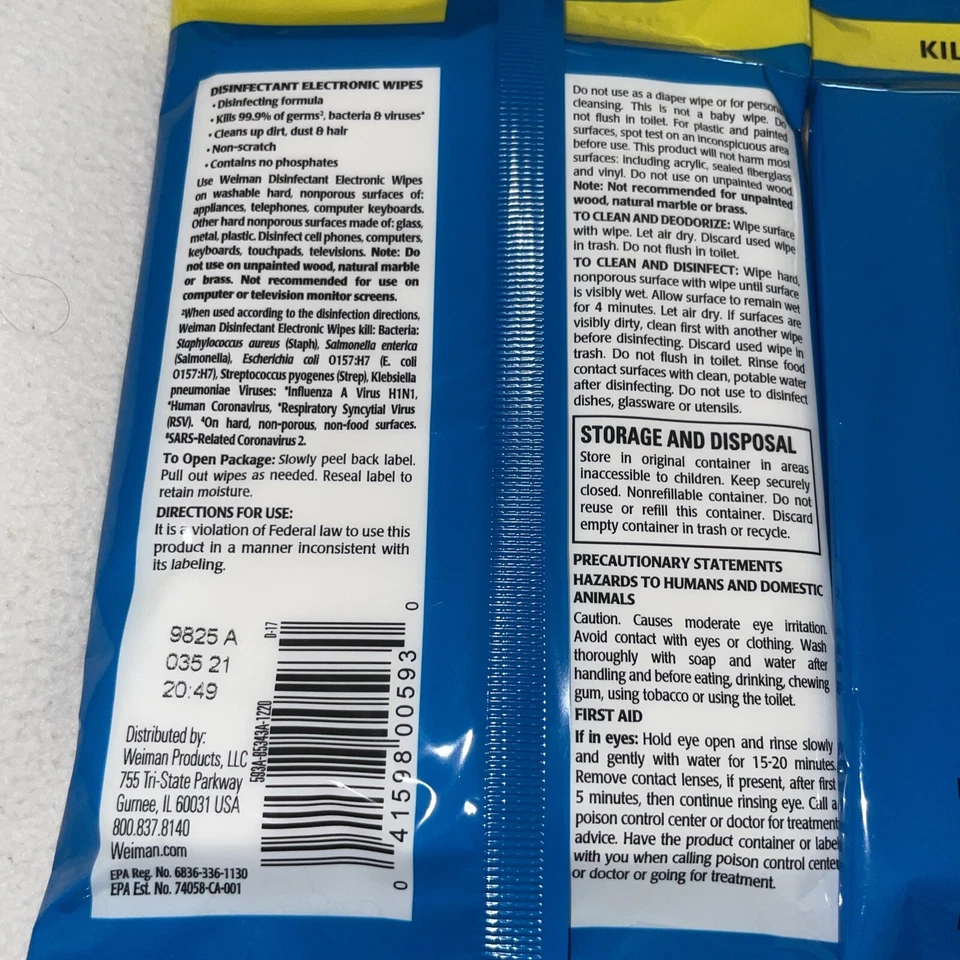 DISINFECTANT ELECTRONIC WIPES
• Disinfecting formula
• Kills 99.9% of germs², bacteria & viruses*
• Cleans up dirt, dust & hair
• Non-scratch
• Contains no phosphates
Use Weiman Disinfectant Electronic Wipes
on washable hard, nonporous surfaces of:
appliances, telephones, computer keyboards.
Other hard nonporous surfaces made of: glass,
metal, plastic. Disinfect cell phones, computers,
keyboards, touchpads, televisions. Note: Do
not use on unpainted wood, natural marble
or brass. Not recommended for use on
computer or television monitor screens.
²When used according to the disinfection directions,
Weiman Disinfectant Electronic Wipes kill: Bacteria:
Staphylococcus aureus (Staph), Salmonella enterica
(Salmonella), Escherichia coli O157:H7 (E. coli
O157:H7), Streptococcus pyogenes (Strep), Klebsiella
pneumoniae Viruses: *Influenza A Virus H1N1,
*Human Coronavirus, *Respiratory Syncytial Virus
(RSV). ⁴On hard, non-porous, non-food surfaces.
*SARS-Related Coronavirus 2.
To Open Package: Slowly peel back label.
Pull out wipes as needed. Reseal label to
retain moisture.
DIRECTIONS FOR USE:
It is a violation of Federal law to use this
product in a manner inconsistent with
its labeling.
9825 A
035 21
20:49
D-17
593A-B5343A-1220
0 41598 00593 0
Distributed by:
Weiman Products, LLC
755 Tri-State Parkway
Gurnee, IL 60031 USA
800.837.8140
Weiman.com
EPA Reg. No. 6836-336-1130
EPA Est. No. 74058-CA-001
Do not use as a diaper wipe or for personal
cleansing. This is not a baby wipe. Do
not flush in toilet. For plastic and painted
surfaces, spot test on an inconspicuous area
before use. This product will not harm most
surfaces: including acrylic, sealed fiberglass
and vinyl. Do not use on unpainted wood.
Note: Not recommended for unpainted
wood, natural marble or brass.
TO CLEAN AND DEODORIZE: Wipe surface
with wipe. Let air dry. Discard used wipe
in trash. Do not flush in toilet.
TO CLEAN AND DISINFECT: Wipe hard,
nonporous surface with wipe until surface
is visibly wet. Allow surface to remain wet
for 4 minutes. Let air dry. If surfaces are
visibly dirty, clean first with another wipe
before disinfecting. Discard used wipe in
trash. Do not flush in toilet. Rinse food
contact surfaces with clean, potable water
after disinfecting. Do not use to disinfect
dishes, glassware or utensils.
STORAGE AND DISPOSAL
Store in original container in areas
inaccessible to children. Keep securely
closed. Nonrefillable container. Do not
reuse or refill this container. Discard
empty container in trash or recycle.
PRECAUTIONARY STATEMENTS
HAZARDS TO HUMANS AND DOMESTIC
ANIMALS
Caution. Causes moderate eye irritation.
Avoid contact with eyes or clothing. Wash
thoroughly with soap and water after
handling and before eating, drinking, chewing
gum, using tobacco or using the toilet.
FIRST AID
If in eyes: Hold eye open and rinse slowly
and gently with water for 15-20 minutes.
Remove contact lenses, if present, after first
5 minutes, then continue rinsing eye. Call a
poison control center or doctor for treatment
advice. Have the product container or label
with you when calling poison control center
or doctor or going for treatment.
KIL